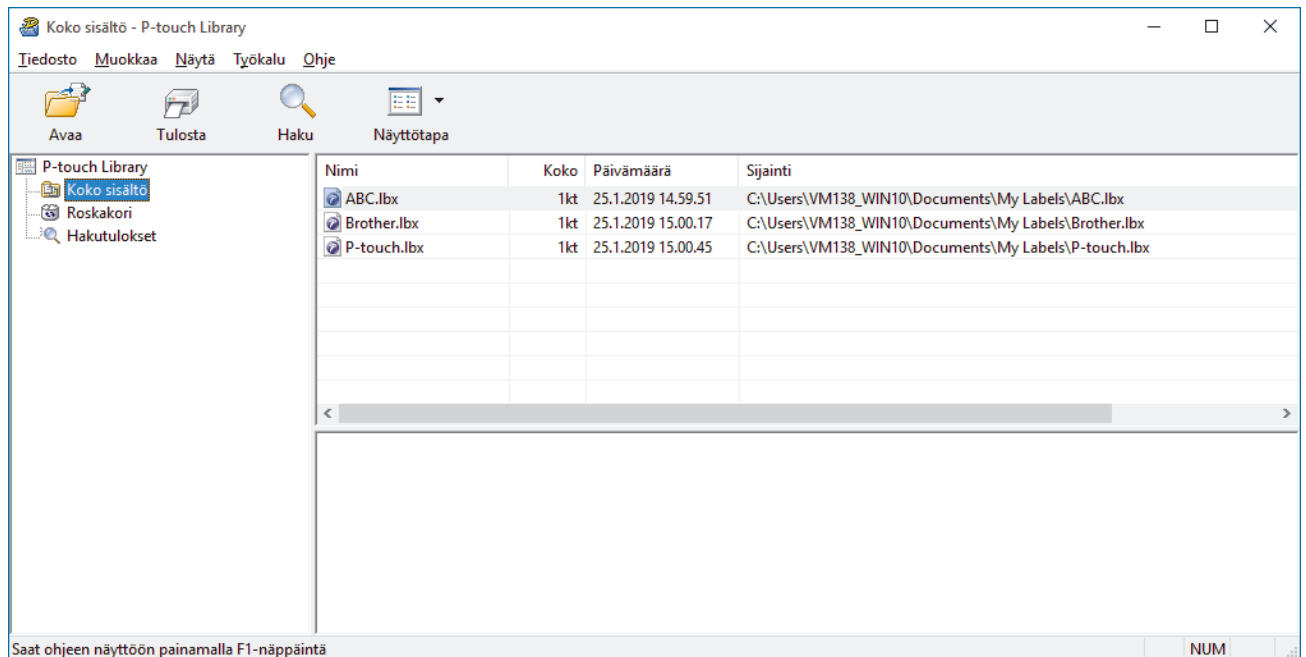 Koko sisältö - P-touch Library
Tiedosto Muokkaa Näytä Työkalu Ohje
Avaa Tulosta Haku Näyttötapa
P-touch Library
Koko sisältö
Roskakori
Hakutulokset
Nimi Koko Päivämäärä Sijainti
ABC.lbx 1kt 25.1.2019 14.59.51 C:\Users\VM138_WIN10\Documents\My Labels\ABC.lbx
Brother.lbx 1kt 25.1.2019 15.00.17 C:\Users\VM138_WIN10\Documents\My Labels\Brother.lbx
P-touch.lbx 1kt 25.1.2019 15.00.45 C:\Users\VM138_WIN10\Documents\My Labels\P-touch.lbx
Saat ohjeen näyttöön painamalla F1-näppäintä NUM